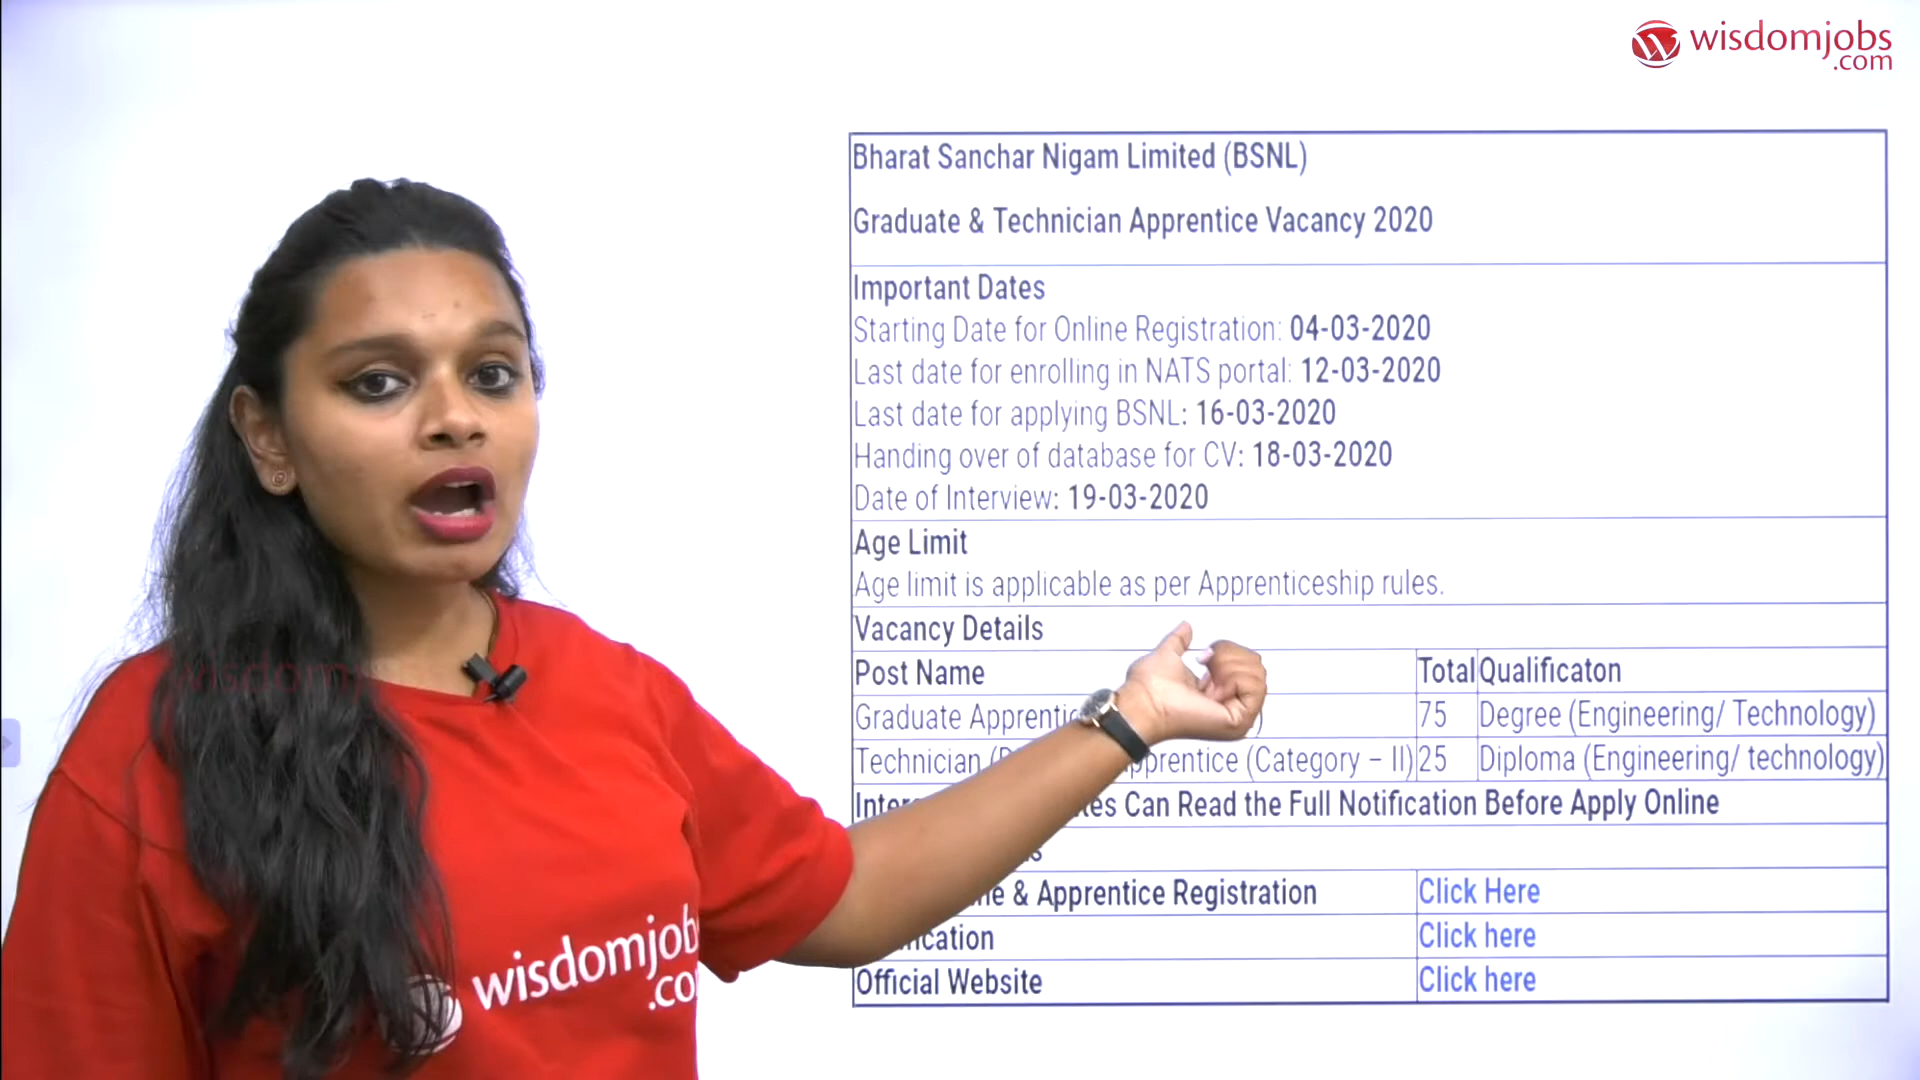 wisdomjobs
.com
Bharat Sanchar Nigam Limited (BSNL)
Graduate & Technician Apprentice Vacancy 2020
Important Dates
Starting Date for Online Registration: 04-03-2020
Last date for enrolling in NATS portal: 12-03-2020
Last date for applying BSNL: 16-03-2020
Handing over of database for CV: 18-03-2020
Date of Interview: 19-03-2020
Age Limit
Age limit is applicable as per Apprenticeship rules.
Vacancy Details
Post Name Total Qualificaton
Graduate 75 Degree (Engineering/ Technology)
Technician (Category – II) 25 Diploma (Engineering/ technology)
Can Read the Full Notification Before Apply Online
& Apprentice Registration Click Here
Click here
Official Website Click here
wisdomjobs